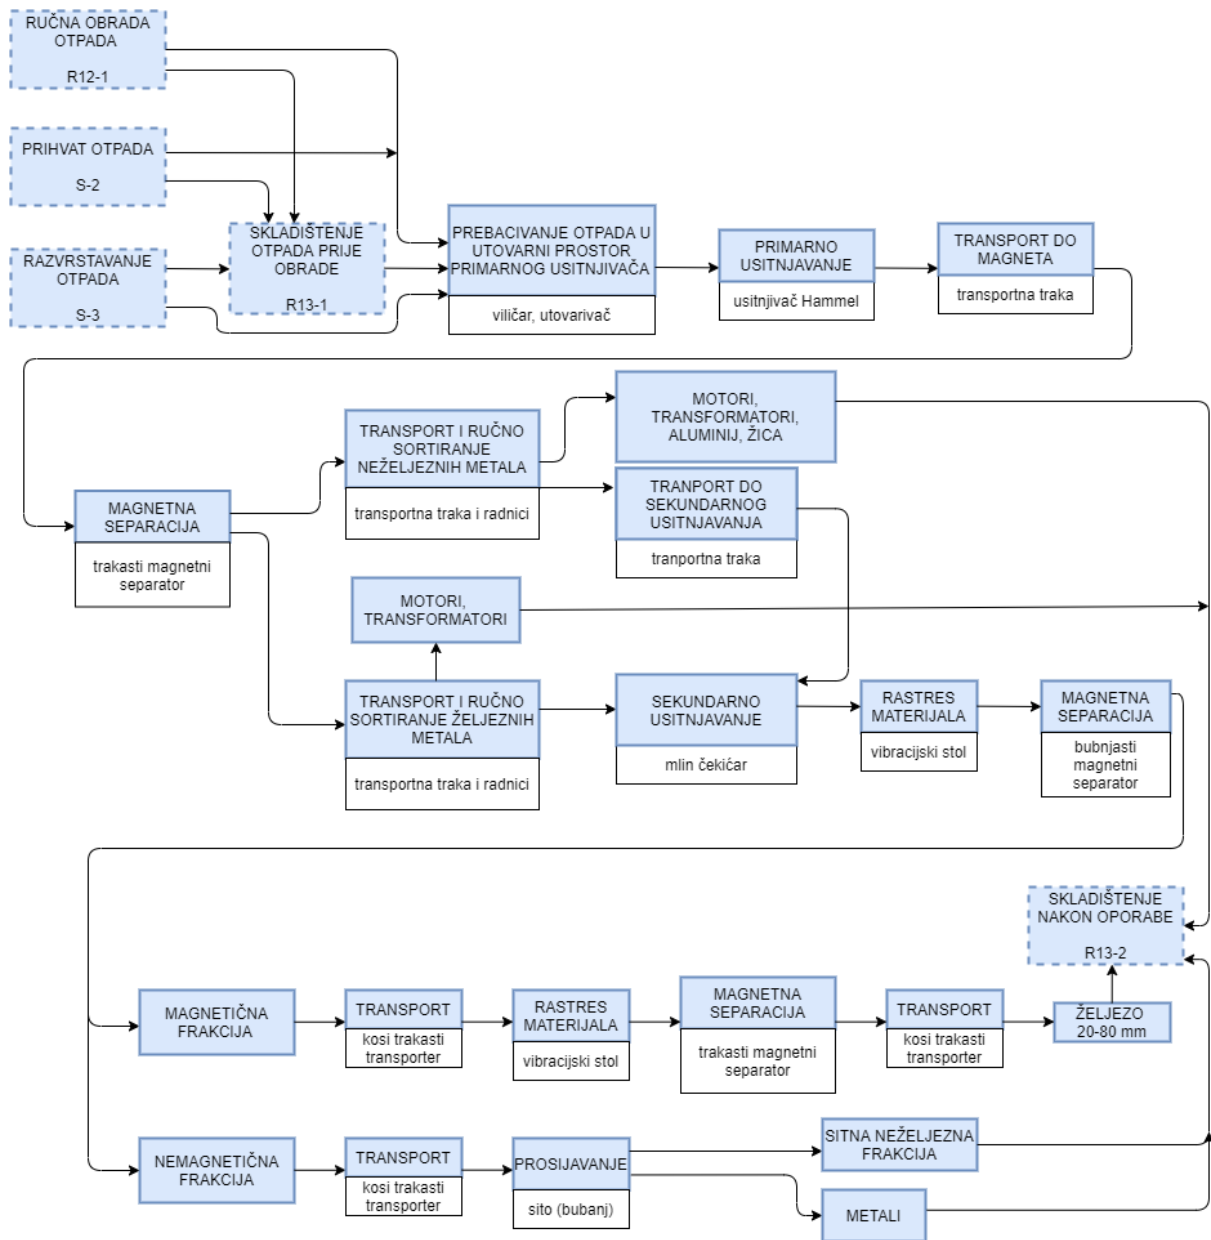 RUČNA OBRADA
OTPADA
R12-1
PRIHVAT OTPADA
S-2
RAZVRSTAVANJE
OTPADA
S-3
SKLADIŠTENJE
OTPADA PRIJE
OBRADE
R13-1
PREBACIVANJE OTPADA U
UTOVARNI PROSTOR
PRIMARNOG USITNJIVAČA
viličar, utovarivač
PRIMARNO
USITNJAVANJE
usitnjivač Hammel
TRANSPORT DO
MAGNETA
transportna traka
MAGNETNA
SEPARACIJA
trakasti magnetni
separator
TRANSPORT I RUČNO
SORTIRANJE
NEŽELJEZNIH METALA
transportna traka i radnici
MOTORI,
TRANSFORMATORI,
ALUMINIJ, ŽICA
TRANPORT DO
SEKUNDARNOG
USITNJAVANJA
tranportna traka
MOTORI,
TRANSFORMATORI
TRANSPORT I RUČNO
SORTIRANJE ŽELJEZNIH
METALA
transportna traka i radnici
SEKUNDARNO
USITNJAVANJE
mlin čekićar
RASTRES
MATERIJALA
vibracijski stol
MAGNETNA
SEPARACIJA
bubnjasti
magnetni
separator
SKLADIŠTENJE
NAKON OPORABE
R13-2
MAGNETIČNA
FRAKCIJA
TRANSPORT
kosi trakasti
transporter
RASTRES
MATERIJALA
vibracijski stol
MAGNETNA
SEPARACIJA
trakasti magnetni
separator
TRANSPORT
kosi trakasti
transporter
ŽELJEZO
20-80 mm
NEMAGNETIČNA
FRAKCIJA
TRANSPORT
kosi trakasti
transporter
PROSIJAVANJE
sito (bubanj)
SITNA NEŽELJEZNA
FRAKCIJA
METALI